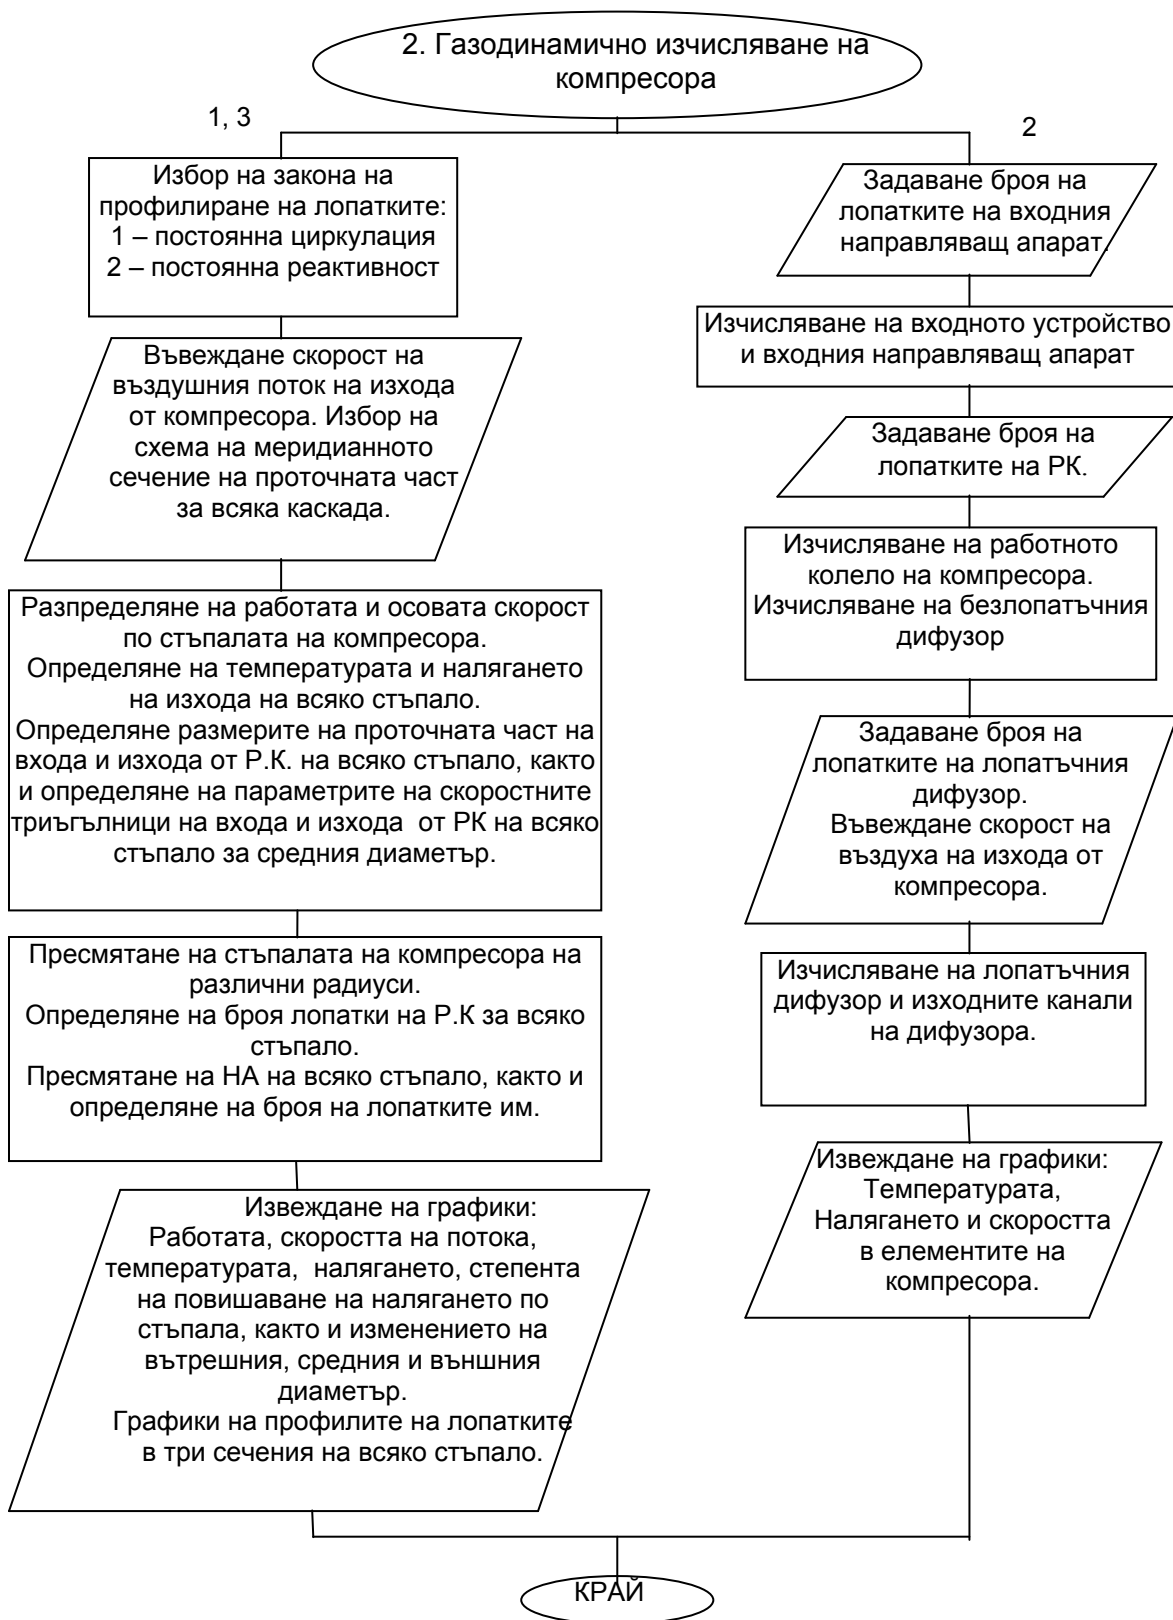 2. Газодинамично изчисляване на
компресора
1, 3
Избор на закона на
профилиране на лопатките:
1 – постоянна циркулация
2 – постоянна реактивност
Въвеждане скорост на
въздушния поток на изхода
от компресора. Избор на
схема на меридианното
сечение на проточната част
за всяка каскада.
Разпределяне на работата и осовата скорост
по стъпалата на компресора.
Определяне на температурата и налягането
на изхода на всяко стъпало.
Определяне размерите на проточната част на
входа и изхода от Р.К. на всяко стъпало, както
и определяне на параметрите на скоростните
триъгълници на входа и изхода от РК на всяко
стъпало за средния диаметър.
Пресмятане на стъпалата на компресора на
различни радиуси.
Определяне на броя лопатки на Р.К за всяко
стъпало.
Пресмятане на НА на всяко стъпало, както и
определяне на броя на лопатките им.
Извеждане на графики:
Работата, скоростта на потока,
температурата, налягането, степента
на повишаване на налягането по
стъпала, както и изменението на
вътрешния, средния и външния
диаметър.
Графики на профилите на лопатките
в три сечения на всяко стъпало.
2
Задаване броя на
лопатките на входния
направляващ апарат.
Изчисляване на входното устройство
и входния направляващ апарат
Задаване броя на
лопатките на РК.
Изчисляване на работното
колело на компресора.
Изчисляване на безлопатъчния
дифузор
Задаване броя на
лопатките на лопатъчния
дифузор.
Въвеждане скорост на
въздуха на изхода от
компресора.
Изчисляване на лопатъчния
дифузор и изходните канали
на дифузора.
Извеждане на графики:
Температурата,
Налягането и скоростта
в елементите на
компресора.
КРАЙ